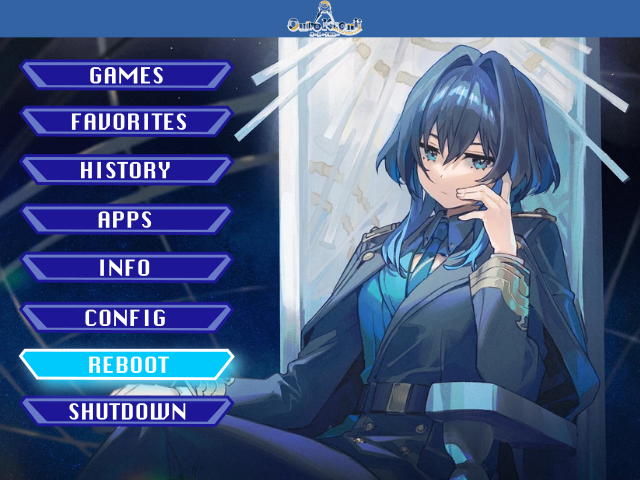 GAMES
FAVORITES
HISTORY
APPS
INFO
CONFIG
REBOOT
SHUTDOWN